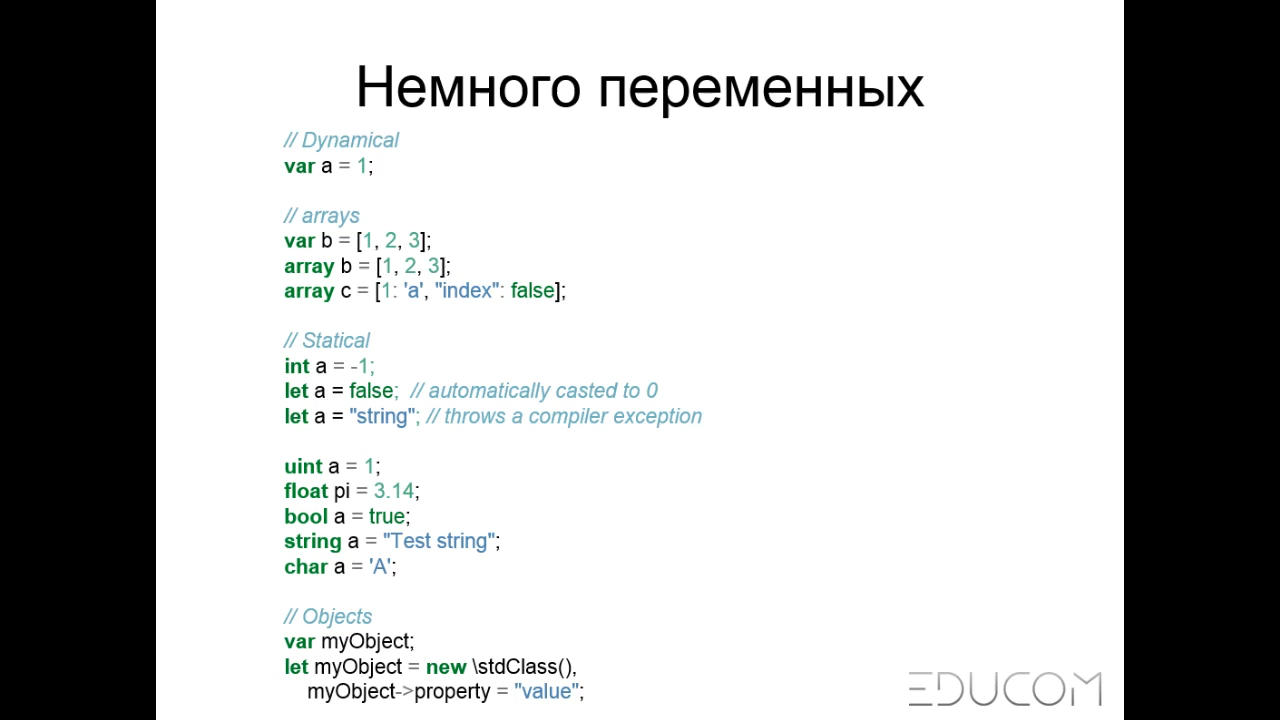 Немного переменных
// Dynamical
var a = 1;
// arrays
var b = [1, 2, 3];
array b = [1, 2, 3];
array c = [1: 'a', "index": false];
// Statical
int a = -1;
let a = false; // automatically casted to 0
let a = "string"; // throws a compiler exception
uint a = 1;
float pi = 3.14;
bool a = true;
string a = "Test string";
char a = 'A';
// Objects
var myObject;
let myObject = new \stdClass(),
myObject->property = "value";
EDUCOM